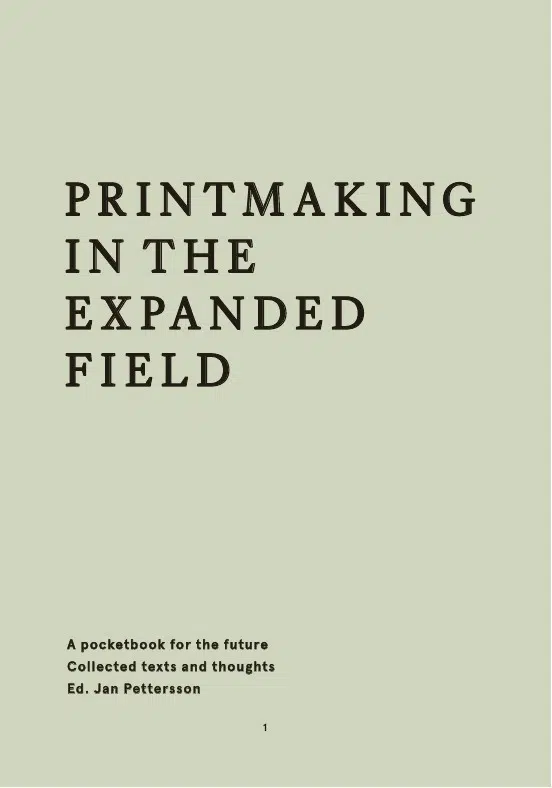 PRINTMAKING
IN THE
EXPANDED
FIELD
A pocketbook for the future
Collected texts and thoughts
Ed. Jan Pettersson
1